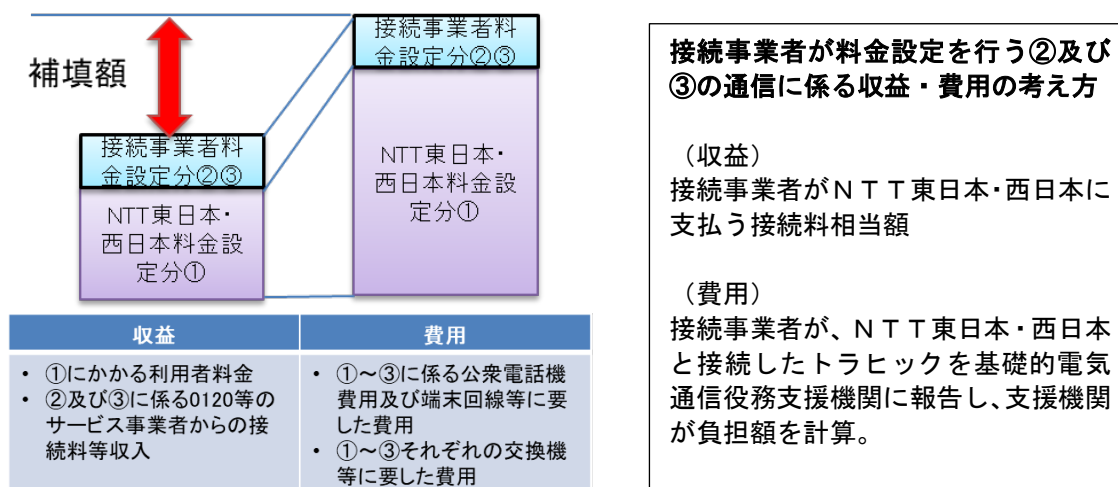 補填額
接続事業者料
金設定分②③
NTT東日本・
西日本料金設
定分①
接続事業者料
金設定分②③
NTT東日本・
西日本料金設
定分①
収益
• ①にかかる利用者料金
• ②及び③に係る0120等の
サービス事業者からの接
続料等収入
費用
• ①～③に係る公衆電話機
費用及び端末回線等に要
した費用
• ①～③それぞれの交換機
等に要した費用
接続事業者が料金設定を行う②及び
③の通信に係る収益・費用の考え方
（収益）
接続事業者がＮＴＴ東日本・西日本に
支払う接続料相当額
（費用）
接続事業者が、ＮＴＴ東日本・西日本
と接続したトラヒックを基礎的電気
通信役務支援機関に報告し、支援機関
が負担額を計算。